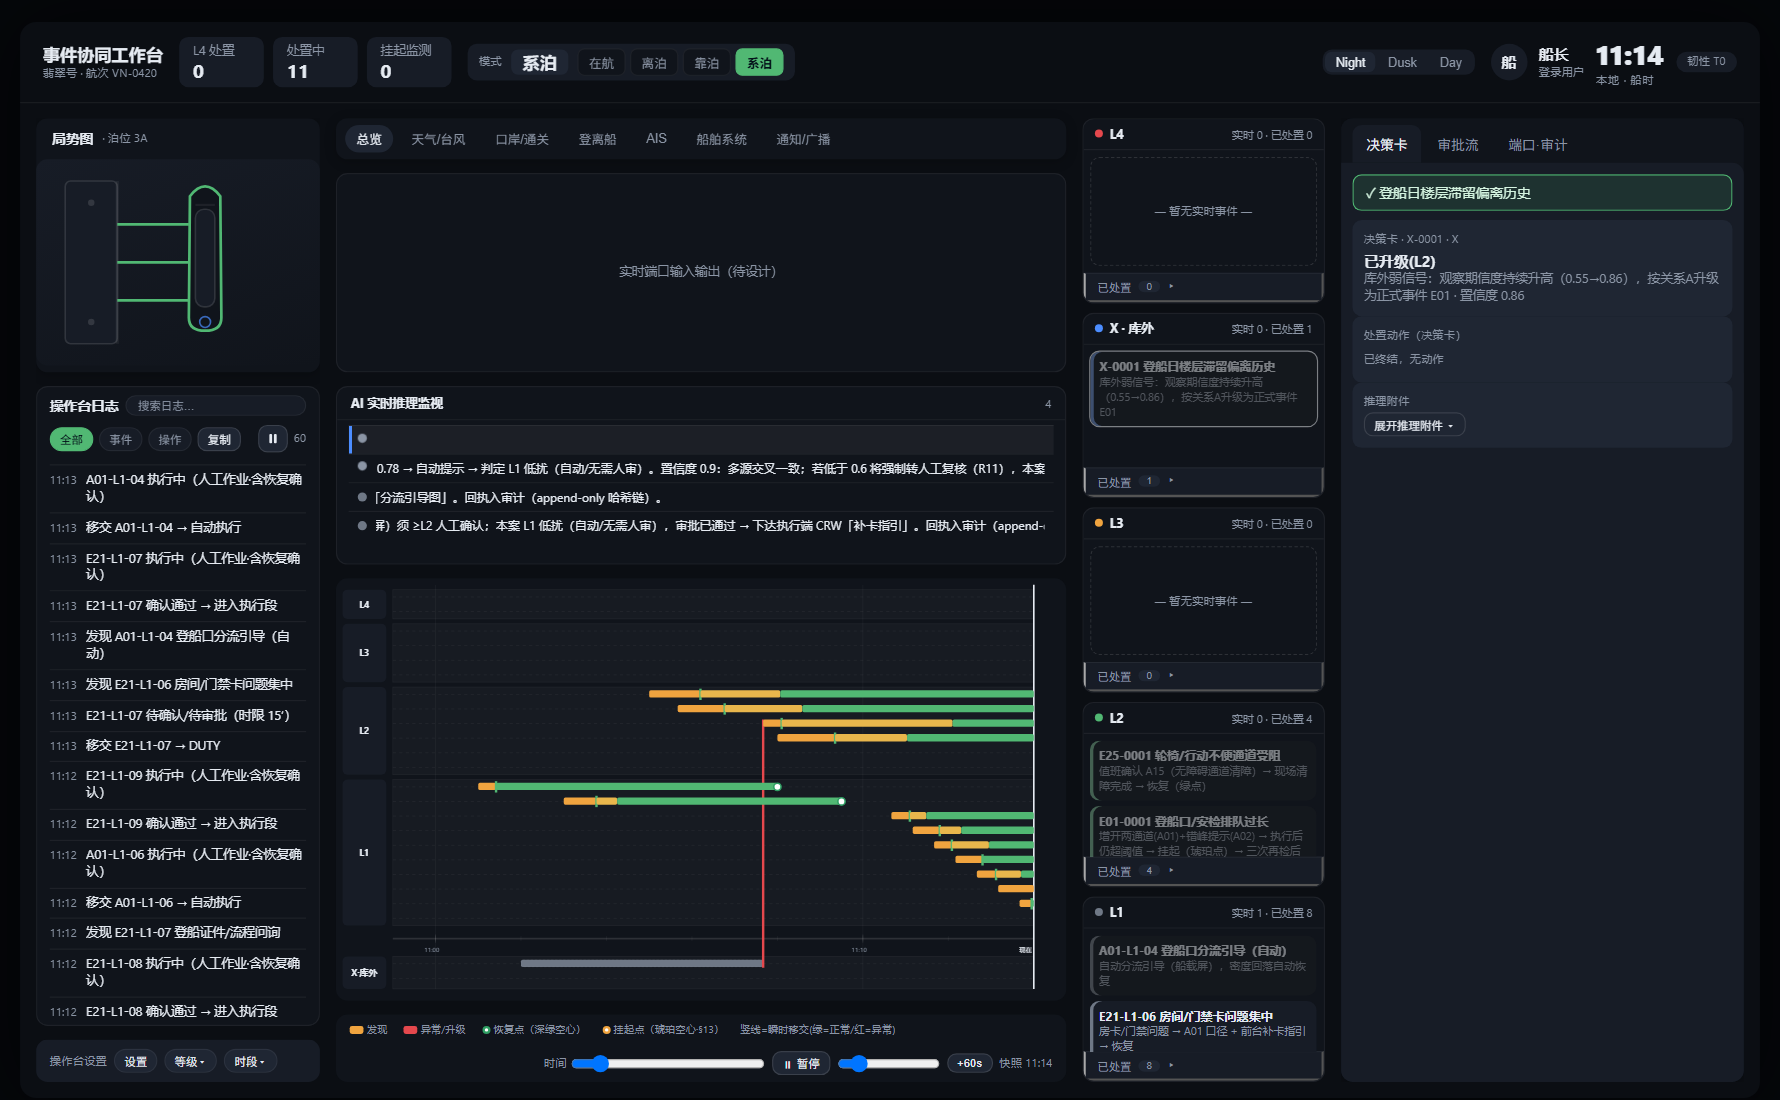 事件协同工作台
翡翠号 · 航次 VN-0420
L4 处置
0
处置中
11
挂起监测
0
模式 系泊 在航 离泊 靠泊 系泊
Night Dusk Day
船
船长
登录用户
11:14
本地 · 船时
韧性 T0
局势图 · 泊位 3A
操作台日志 搜索日志...
全部 事件 操作 复制 60
11:13 A01-L1-04 执行中（人工作业·含恢复确
认）
11:13 移交 A01-L1-04 → 自动执行
11:13 E21-L1-07 执行中（人工作业·含恢复确
认）
11:13 E21-L1-07 确认通过 → 进入执行段
11:13 发现 A01-L1-04 登船口分流引导（自
动）
11:13 发现 E21-L1-06 房间/门禁卡问题集中
11:13 E21-L1-07 待确认/待审批（时限 15′）
11:13 移交 E21-L1-07 → DUTY
11:12 E21-L1-09 执行中（人工作业·含恢复确
认）
11:12 E21-L1-09 确认通过 → 进入执行段
11:12 A01-L1-06 执行中（人工作业·含恢复确
认）
11:12 移交 A01-L1-06 → 自动执行
11:12 发现 E21-L1-07 登船证件/流程问询
11:12 E21-L1-08 执行中（人工作业·含恢复确
认）
11:12 E21-L1-08 确认通过 → 进入执行段
操作台设置 设置 等级 时段
总览 天气/台风 口岸/通关 登离船 AIS 船舶系统 通知/广播
实时端口输入输出（待设计）
AI 实时推理监视 4
0.78 → 自动提示 → 判定 L1 低扰（自动/无需人审）。置信度 0.9：多源交叉一致；若低于 0.6 将强制转人工复核（R11），本案
「分流引导图」。回执入审计（append-only 哈希链）。
屏）须 ≥L2 人工确认；本案 L1 低扰（自动/无需人审），审批已通过 → 下达执行端 CRW「补卡指引」。回执入审计（append-
L4
L3
L2
L1
11:00 11:10 现在
X·库外
发现 异常/升级 恢复点（深绿空心） 挂起点（琥珀空心·§13） 竖线=瞬时移交(绿=正常/红=异常)
时间 暂停 +60s 快照 11:14
L4 实时 0 · 已处置 0
— 暂无实时事件 —
已处置 0
X · 库外 实时 0 · 已处置 1
X-0001 登船日楼层滞留偏离历史
库外弱信号：观察期信度持续升高
（0.55→0.86），按关系A升级为正式事件
E01
已处置 1
L3 实时 0 · 已处置 0
— 暂无实时事件 —
已处置 0
L2 实时 0 · 已处置 4
E25-0001 轮椅/行动不便通道受阻
值班确认 A15（无障碍通道清障）→ 现场清
障完成 → 恢复（绿点）
E01-0001 登船口/安检排队过长
增开两通道(A01)+错峰提示(A02) → 执行后
仍超阈值 → 挂起（琥珀点）→ 三次再检后
已处置 4
L1 实时 1 · 已处置 8
A01-L1-04 登船口分流引导（自动）
自动分流引导（船载屏），密度回落自动恢
复
E21-L1-06 房间/门禁卡问题集中
房卡/门禁问题 → A01 口径 + 前台补卡指引
→ 恢复
已处置 8
决策卡 审批流 端口·审计
✓ 登船日楼层滞留偏离历史
决策卡 · X-0001 · X
已升级(L2)
库外弱信号：观察期信度持续升高（0.55→0.86），按关系A升级
为正式事件 E01 · 置信度 0.86
处置动作（决策卡）
已终结，无动作
推理附件
展开推理附件